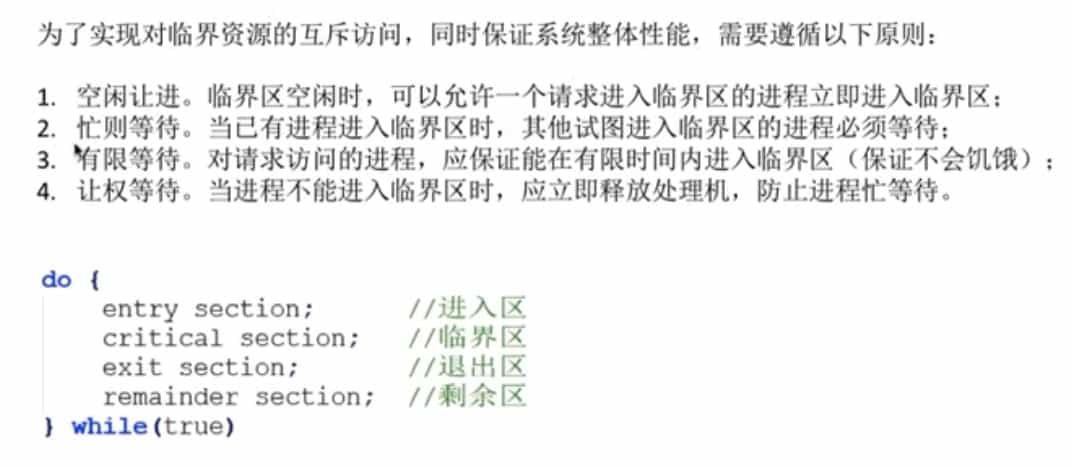 为了实现对临界资源的互斥访问，同时保证系统整体性能，需要遵循以下原则：
1. 空闲让进。临界区空闲时，可以允许一个请求进入临界区的进程立即进入临界区；
2. 忙则等待。当已有进程进入临界区时，其他试图进入临界区的进程必须等待；
3. 有限等待。对请求访问的进程，应保证能在有限时间内进入临界区（保证不会饥饿）；
4. 让权等待。当进程不能进入临界区时，应立即释放处理机，防止进程忙等待。
do {
entry section; //进入区
critical section; //临界区
exit section; //退出区
remainder section; //剩余区
} while(true)